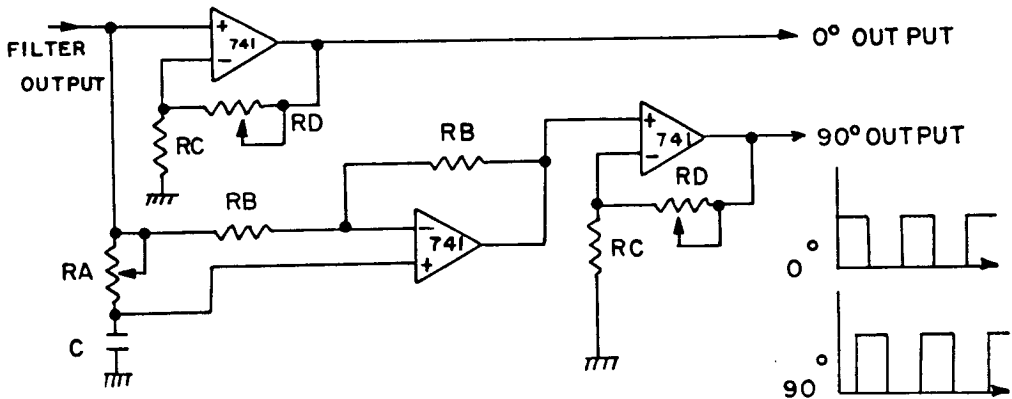 FILTER
OUTPUT
+
741
−
0° OUTPUT
RC
RD
RB
+
741
−
90° OUTPUT
RB
−
741
+
RD
RC
RA
C
0°
90°